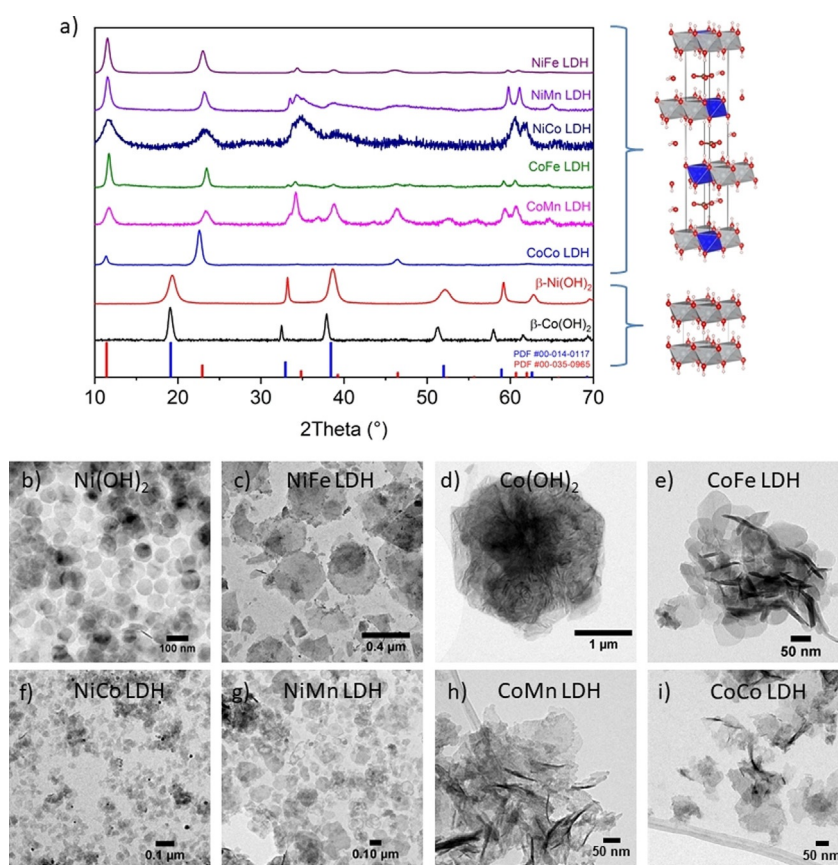 a)
NiFe LDH
NiMn LDH
NiCo LDH
CoFe LDH
CoMn LDH
CoCo LDH
β-Ni(OH)₂
β-Co(OH)₂
PDF #00-014-0117
PDF #00-035-0965
10 20 30 40 50 60 70
2Theta (°)
b) Ni(OH)₂
100 nm
c) NiFe LDH
0.4 µm
d) Co(OH)₂
1 µm
e) CoFe LDH
50 nm
f) NiCo LDH
0.1 µm
g) NiMn LDH
0.10 µm
h) CoMn LDH
50 nm
i) CoCo LDH
50 nm